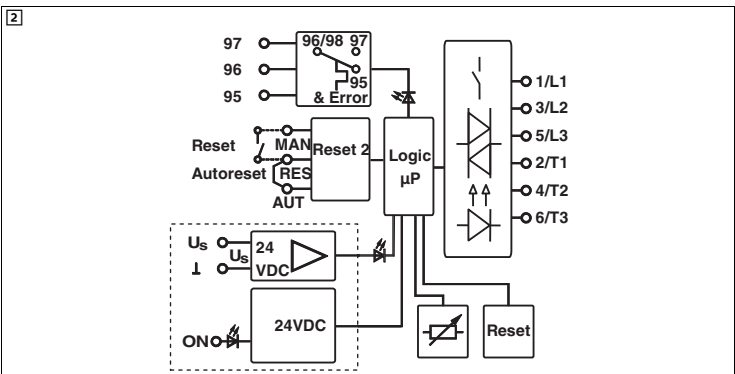 2
97
96
95
96/98 97
95
& Error
Reset
Autoreset
MAN
RES
AUT
Reset 2
Logic
µP
1/L1
3/L2
5/L3
2/T1
4/T2
6/T3
Us
Us
⊥
24
VDC
ON
24VDC
Reset